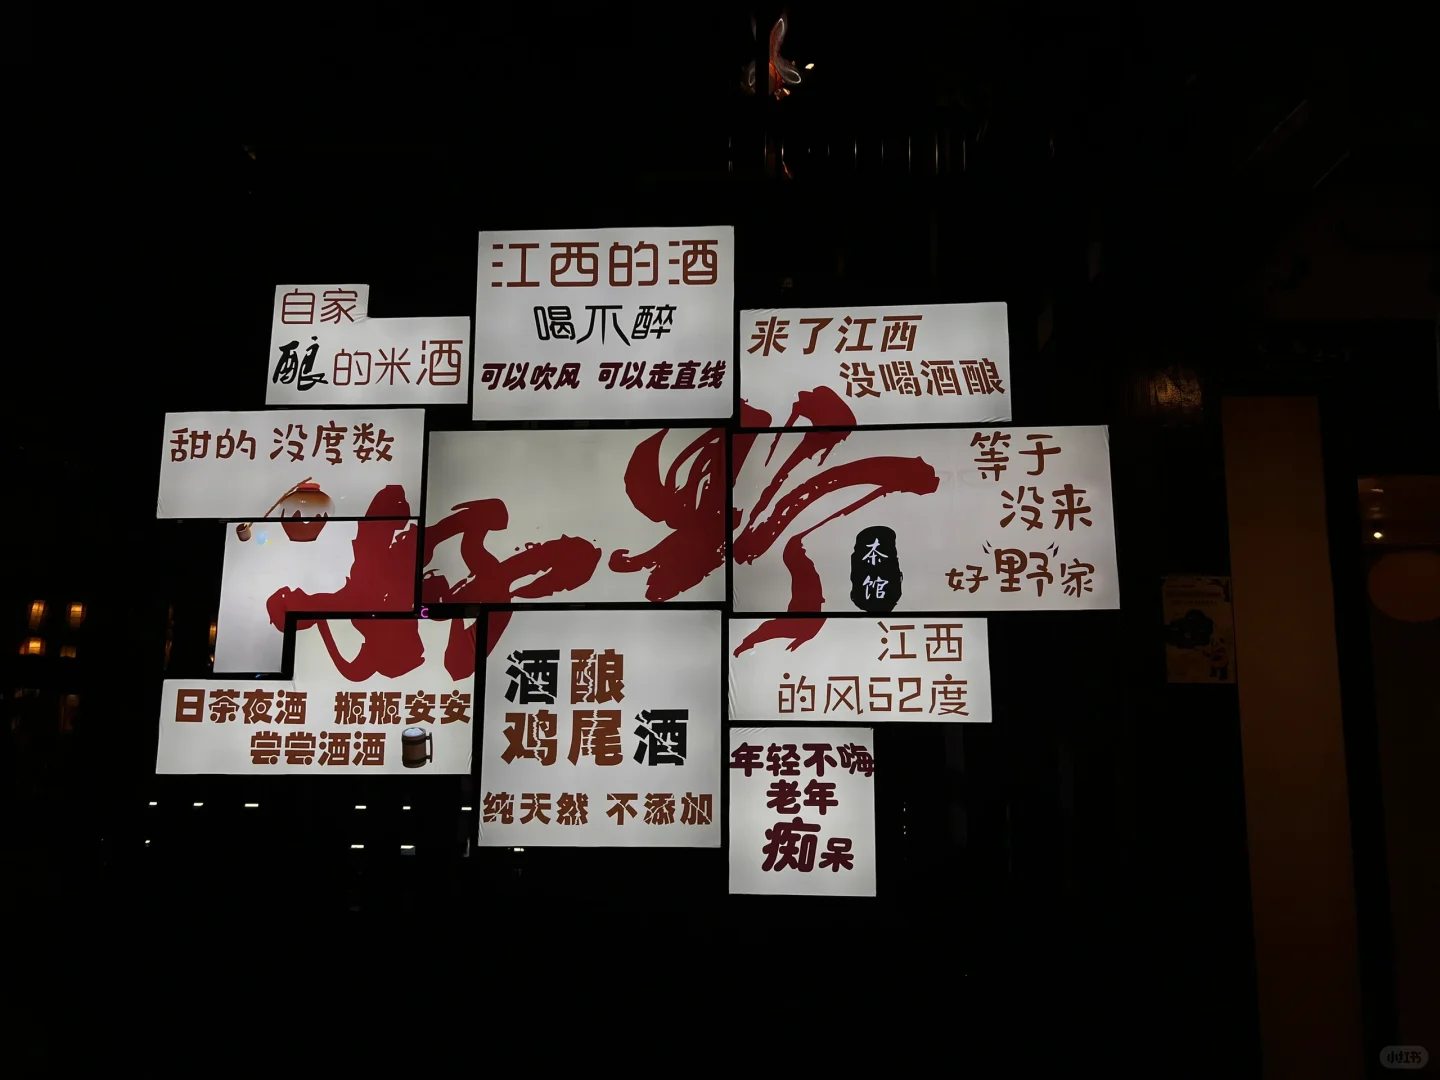 江西的酒
喝不醉
可以吹风 可以走直线
自家
酿的米酒
来了江西
没喝酒酿
甜的 没度数
好野
茶馆
等于
没来
好野家
日茶夜酒 瓶瓶安安
尝尝酒酒
酒酿
鸡尾酒
纯天然 不添加
江西
的风52度
年轻不嗨
老年
痴呆
小红书